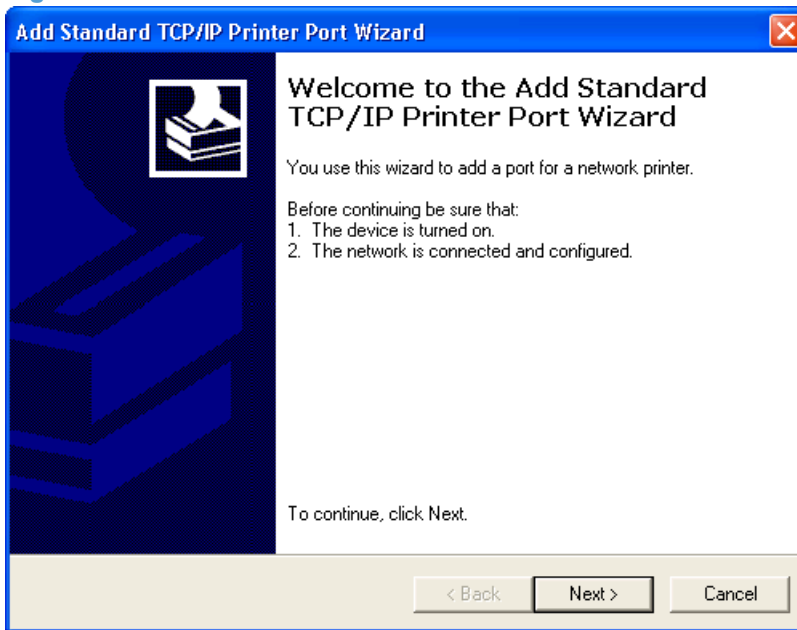 Add Standard TCP/IP Printer Port Wizard
Welcome to the Add Standard
TCP/IP Printer Port Wizard
You use this wizard to add a port for a network printer.
Before continuing be sure that:
1. The device is turned on.
2. The network is connected and configured.
To continue, click Next.
< Back
Next >
Cancel